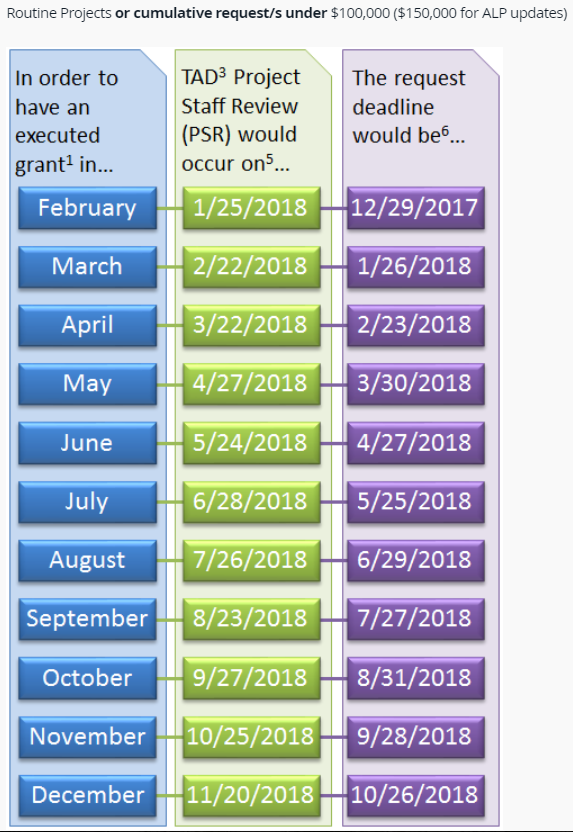 Routine Projects or cumulative request/s under $100,000 ($150,000 for ALP updates)
In order to
have an
executed
grant¹ in...
TAD³ Project
Staff Review
(PSR) would
occur on⁵...
The request
deadline
would be⁶...
February 1/25/2018 12/29/2017
March 2/22/2018 1/26/2018
April 3/22/2018 2/23/2018
May 4/27/2018 3/30/2018
June 5/24/2018 4/27/2018
July 6/28/2018 5/25/2018
August 7/26/2018 6/29/2018
September 8/23/2018 7/27/2018
October 9/27/2018 8/31/2018
November 10/25/2018 9/28/2018
December 11/20/2018 10/26/2018